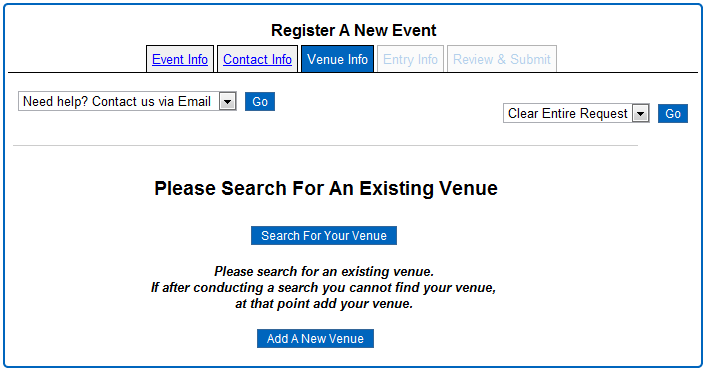 Register A New Event
Event Info Contact Info Venue Info Entry Info Review & Submit
Need help? Contact us via Email Go
Clear Entire Request Go
Please Search For An Existing Venue
Search For Your Venue
Please search for an existing venue.
If after conducting a search you cannot find your venue,
at that point add your venue.
Add A New Venue